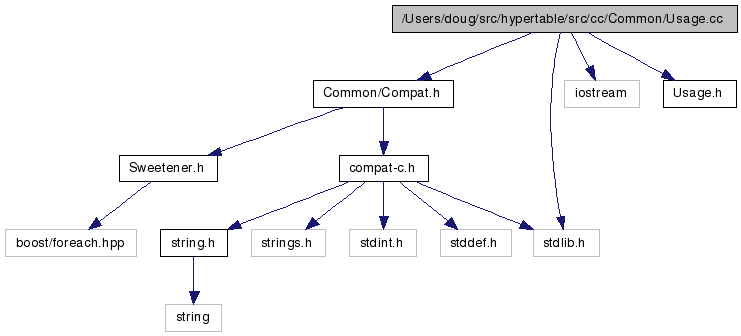 /Users/doug/src/hypertable/src/cc/Common/Usage.cc
Common/Compat.h
iostream
Usage.h
Sweetener.h
compat-c.h
boost/foreach.hpp
string.h
strings.h
stdint.h
stddef.h
stdlib.h
string